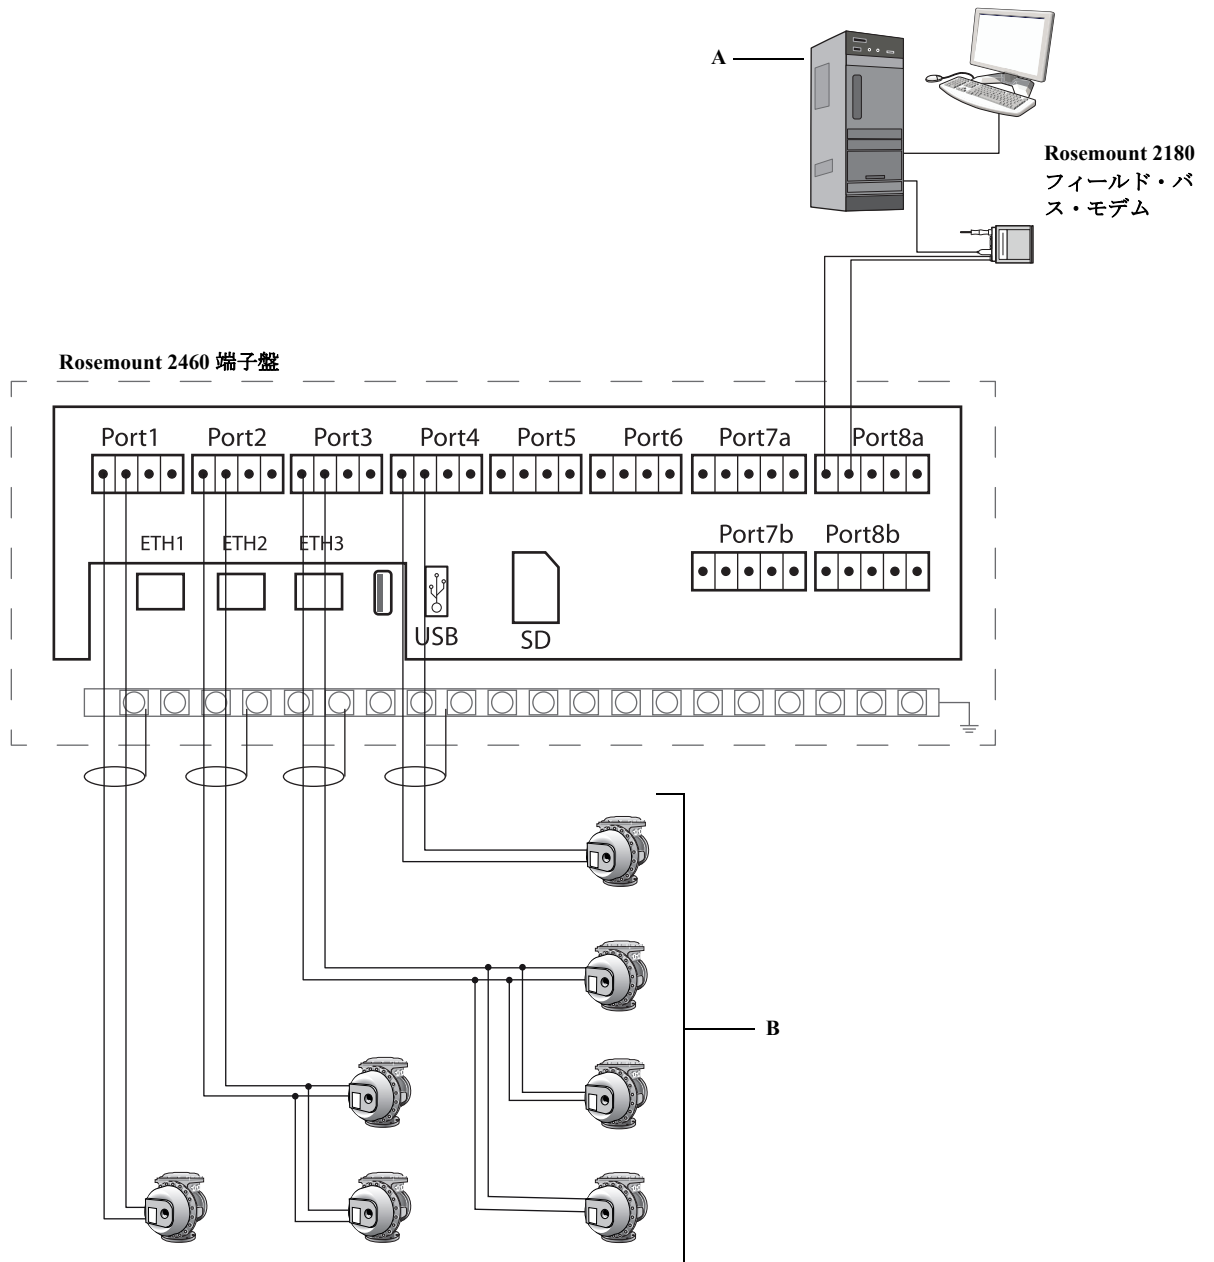 A
Rosemount 2180
フィールド・バ
ス・モデム
Rosemount 2460 端子盤
Port1 Port2 Port3 Port4 Port5 Port6 Port7a Port8a
ETH1 ETH2 ETH3
Port7b Port8b
USB SD
B